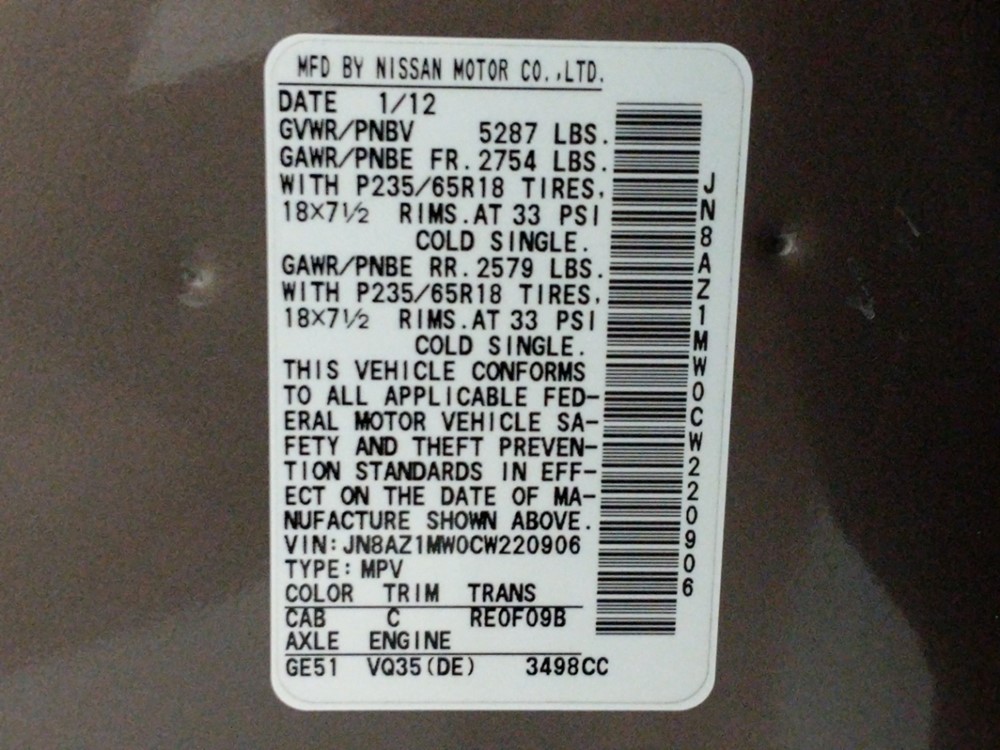 MFD BY NISSAN MOTOR CO.,LTD.
DATE 1/12
GVWR/PNBV 5287 LBS.
GAWR/PNBE FR.2754 LBS.
WITH P235/65R18 TIRES,
18×7½ RIMS.AT 33 PSI
COLD SINGLE.
GAWR/PNBE RR.2579 LBS.
WITH P235/65R18 TIRES,
18×7½ RIMS.AT 33 PSI
COLD SINGLE.
THIS VEHICLE CONFORMS
TO ALL APPLICABLE FED-
ERAL MOTOR VEHICLE SA-
FETY AND THEFT PREVEN-
TION STANDARDS IN EFF-
ECT ON THE DATE OF MA-
NUFACTURE SHOWN ABOVE.
VIN:JN8AZ1MW0CW220906
TYPE:MPV
COLOR TRIM TRANS
CAB C RE0F09B
AXLE ENGINE
GE51 VQ35(DE) 3498CC
JN8AZ1MW0CW220906